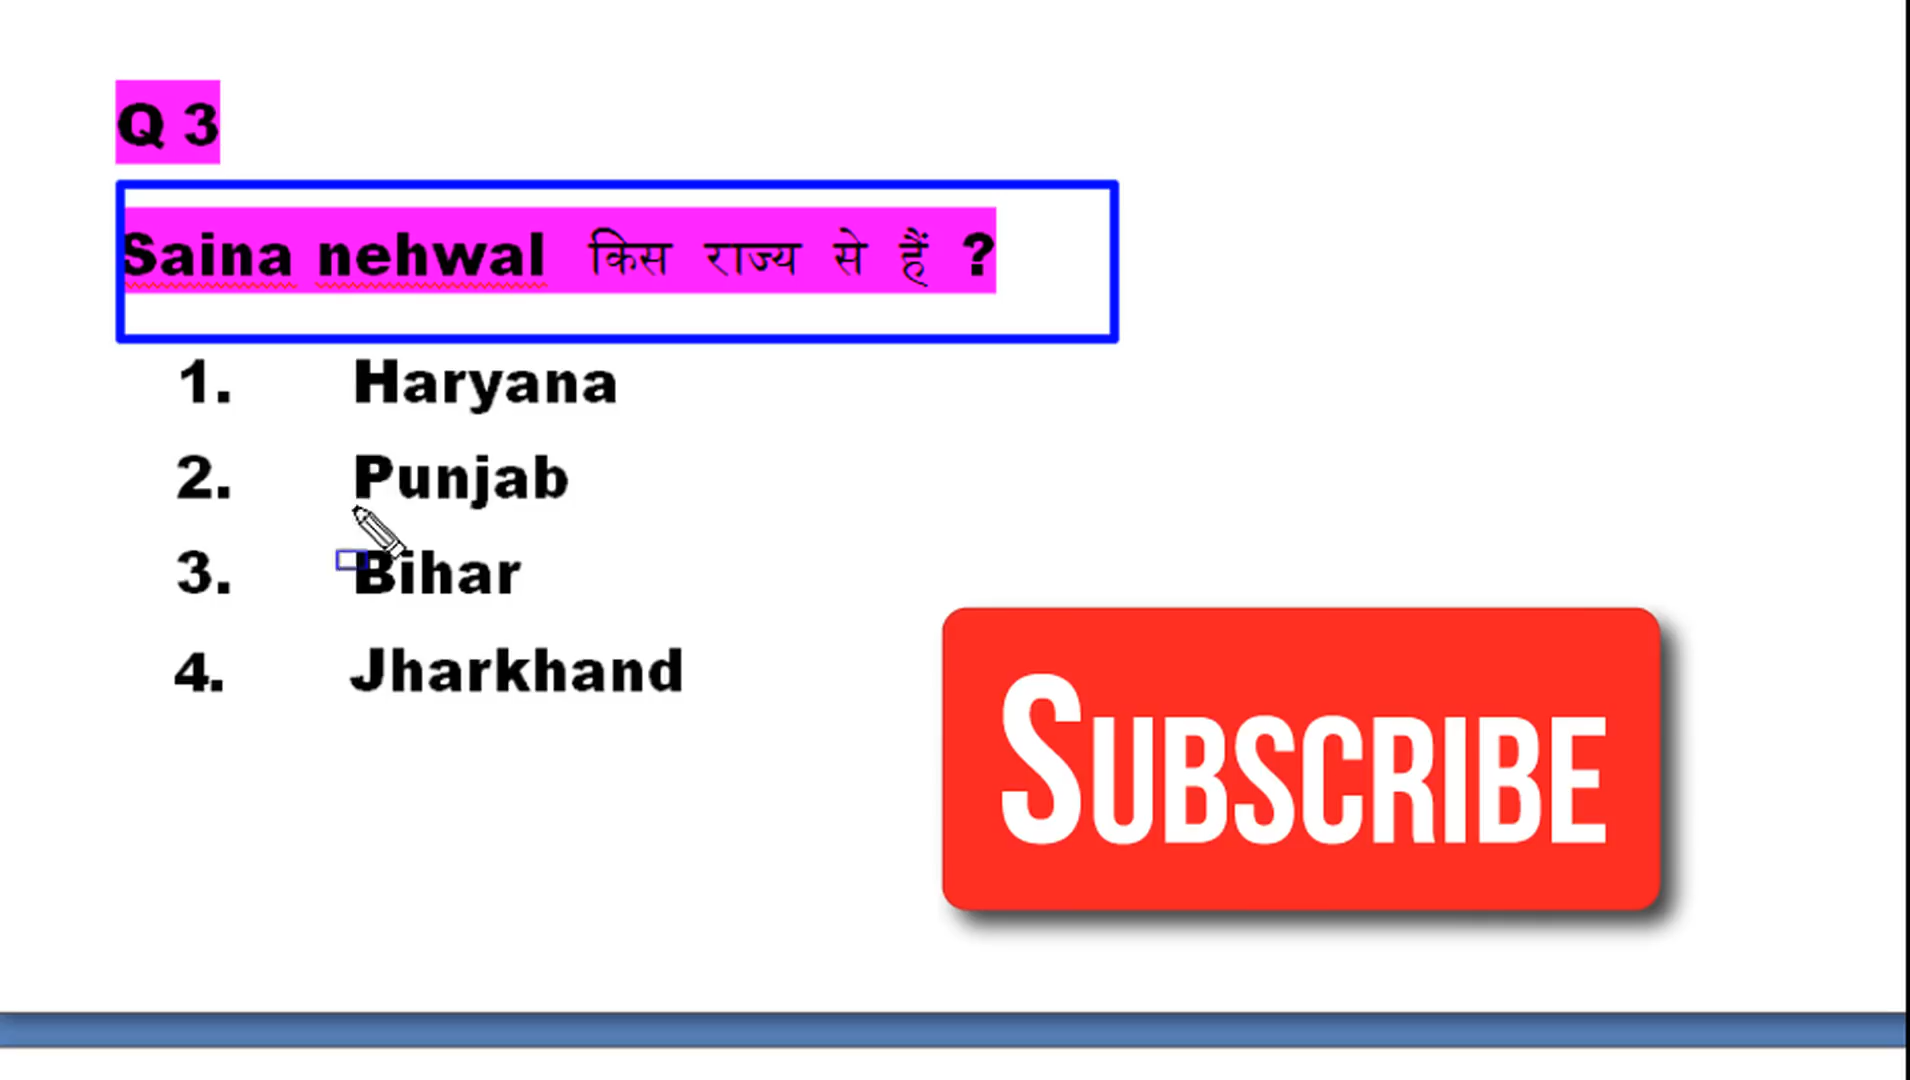 Q 3
Saina nehwal किस राज्य से हैं ?
1. Haryana
2. Punjab
3. Bihar
4. Jharkhand
SUBSCRIBE